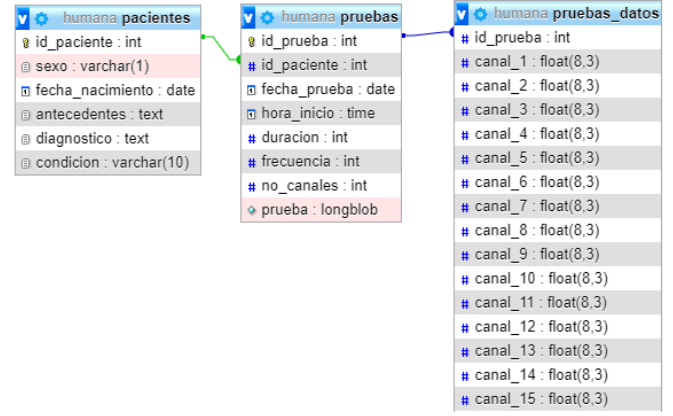 humana pacientes
id_paciente : int
sexo : varchar(1)
fecha_nacimiento : date
antecedentes : text
diagnostico : text
condicion : varchar(10)
humana pruebas
id_prueba : int
id_paciente : int
fecha_prueba : date
hora_inicio : time
duracion : int
frecuencia : int
no_canales : int
prueba : longblob
humana pruebas_datos
id_prueba : int
canal_1 : float(8,3)
canal_2 : float(8,3)
canal_3 : float(8,3)
canal_4 : float(8,3)
canal_5 : float(8,3)
canal_6 : float(8,3)
canal_7 : float(8,3)
canal_8 : float(8,3)
canal_9 : float(8,3)
canal_10 : float(8,3)
canal_11 : float(8,3)
canal_12 : float(8,3)
canal_13 : float(8,3)
canal_14 : float(8,3)
canal_15 : float(8,3)